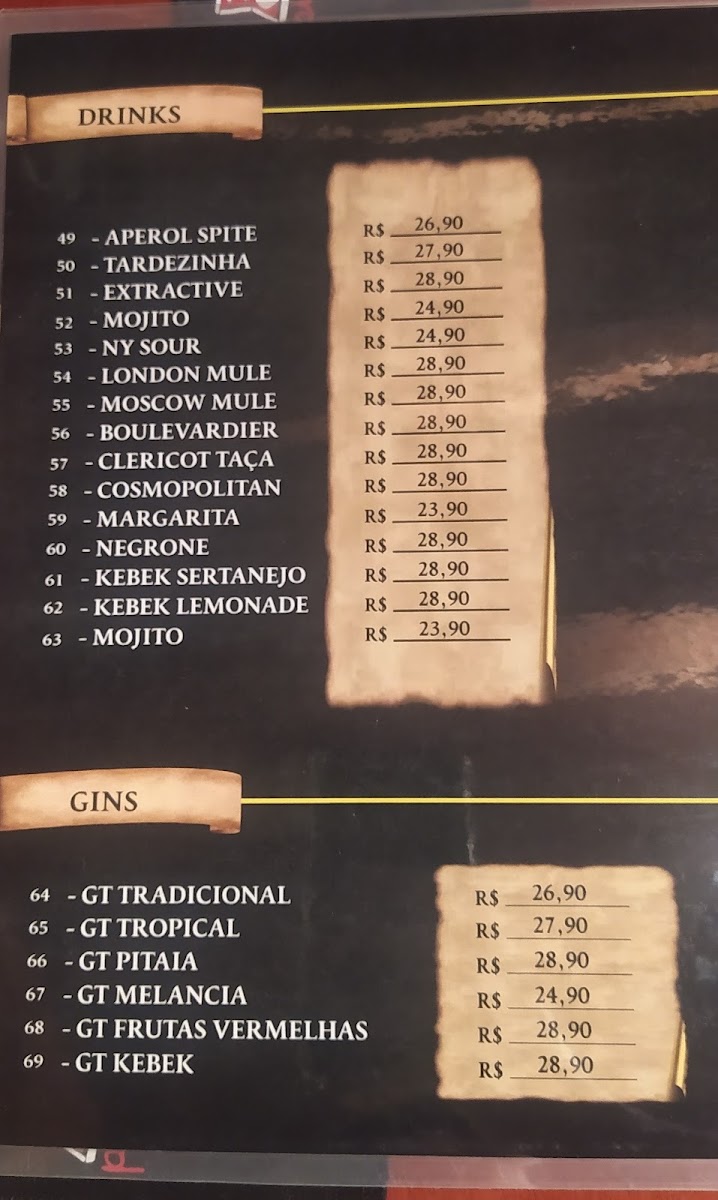 DRINKS
49 - APEROL SPITE R$ 26,90
50 - TARDEZINHA R$ 27,90
51 - EXTRACTIVE R$ 28,90
52 - MOJITO R$ 24,90
53 - NY SOUR R$ 24,90
54 - LONDON MULE R$ 28,90
55 - MOSCOW MULE R$ 28,90
56 - BOULEVARDIER R$ 28,90
57 - CLERICOT TAÇA R$ 28,90
58 - COSMOPOLITAN R$ 28,90
59 - MARGARITA R$ 23,90
60 - NEGRONE R$ 28,90
61 - KEBEK SERTANEJO R$ 28,90
62 - KEBEK LEMONADE R$ 28,90
63 - MOJITO R$ 23,90
GINS
64 - GT TRADICIONAL R$ 26,90
65 - GT TROPICAL R$ 27,90
66 - GT PITAIA R$ 28,90
67 - GT MELANCIA R$ 24,90
68 - GT FRUTAS VERMELHAS R$ 28,90
69 - GT KEBEK R$ 28,90